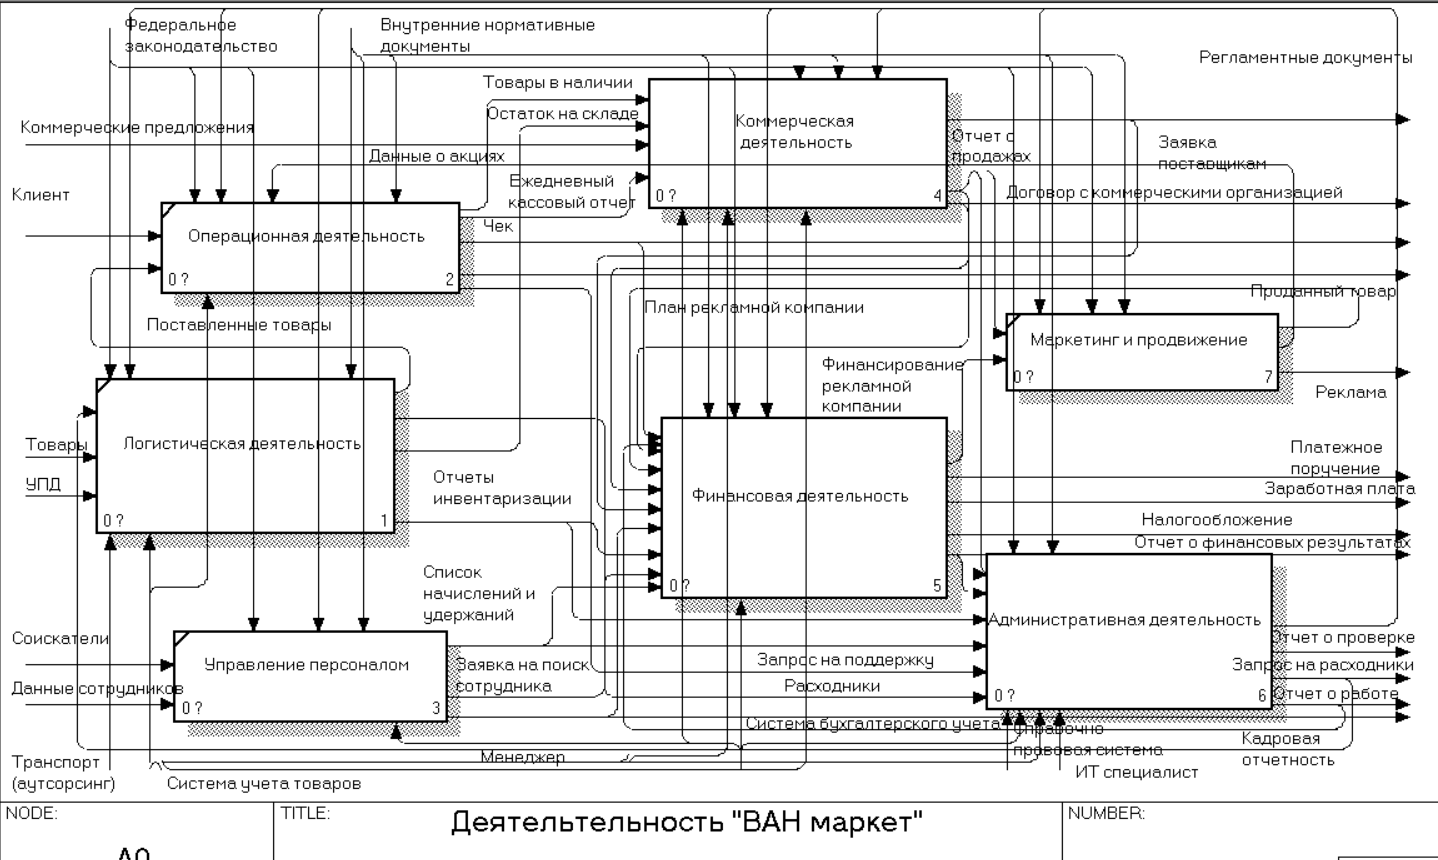 Федеральное
законодательство
Внутренние нормативные
документы
Регламентные документы
Товары в наличии
Остаток на складе
Коммерческие предложения
Коммерческая
деятельность
0 ?
4
Отчет о
продажах
Заявка
поставщикам
Данные о акциях
Ежедневный
кассовый отчет
Клиент
Договор с коммерческими организацией
Чек
Операционная деятельность
0 ?
2
Проданный товар
План рекламной компании
Поставленные товары
Маркетинг и продвижение
0 ?
7
Финансирование
рекламной
компании
Реклама
Товары
Логистическая деятельность
УПД
0 ?
1
Отчеты
инвентаризации
Финансовая деятельность
0 ?
5
Платежное
поручение
Заработная плата
Налогообложение
Отчет о финансовых результатах
Список
начислений и
удержаний
Административная деятельность
0 ?
6
Соискатели
Управление персоналом
0 ?
3
Данные сотрудников
Заявка на поиск
сотрудника
Запрос на поддержку
Расходники
Отчет о проверке
Запрос на расходники
Отчет о работе
Система бухгалтерского учета
Справочно
правовая система
Кадровая
отчетность
Менеджер
ИТ специалист
Транспорт
(аутсорсинг)
Система учета товаров
NODE:
TITLE:
Деятельтельность "ВАН маркет"
NUMBER:
A0